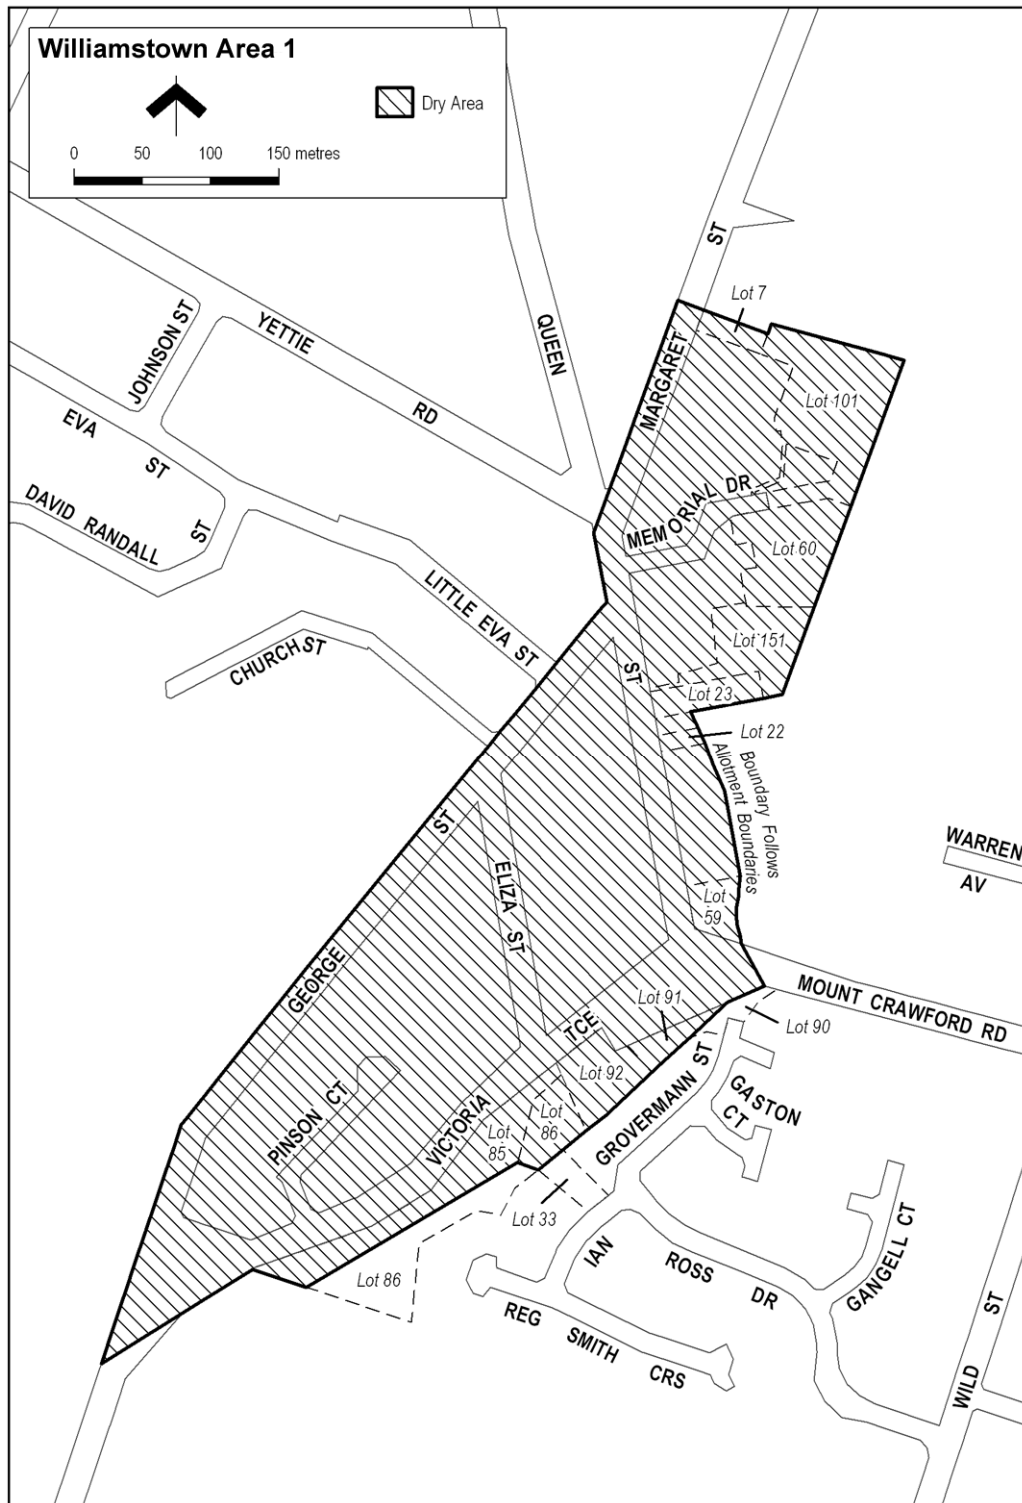 Williamstown Area 1
Dry Area
0 50 100 150 metres
ST
Lot 7
JOHNSON ST
YETTIE
RD
QUEEN
MARGARET
Lot 101
EVA
ST
DAVID RANDALL
ST
MEMORIAL DR
Lot 60
LITTLE EVA ST
CHURCH ST
ST
Lot 151
Lot 23
Lot 22
Boundary Follows
Allotment Boundaries
WARREN
AV
ST
ELIZA ST
Lot
59
GEORGE
MOUNT CRAWFORD RD
Lot 91
Lot 90
TCE
Lot 92
GROVERMANN ST
GASTON
CT
PINSON CT
VICTORIA
Lot
85
Lot
86
Lot 33
Lot 86
IAN
ROSS
DR
GANGELL CT
REG
SMITH
CRS
WILD
ST